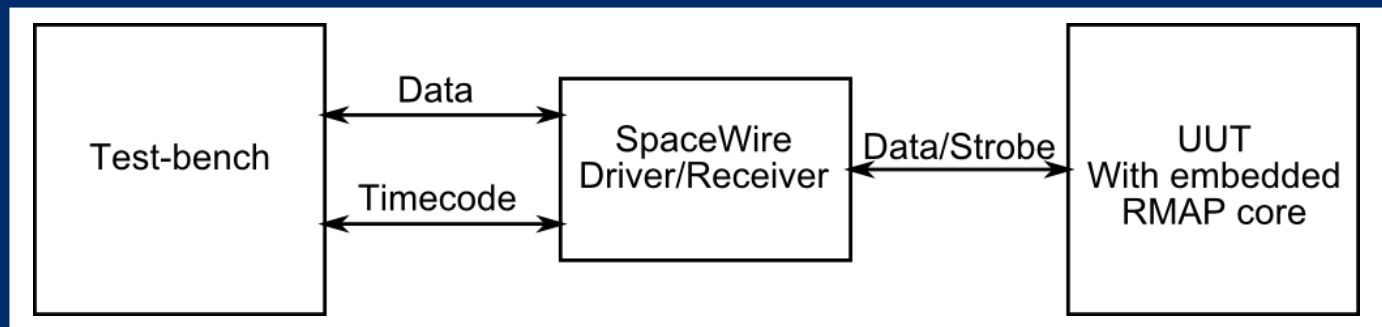 Test-bench
Data
Timecode
SpaceWire
Driver/Receiver
Data/Strobe
UUT
With embedded
RMAP core